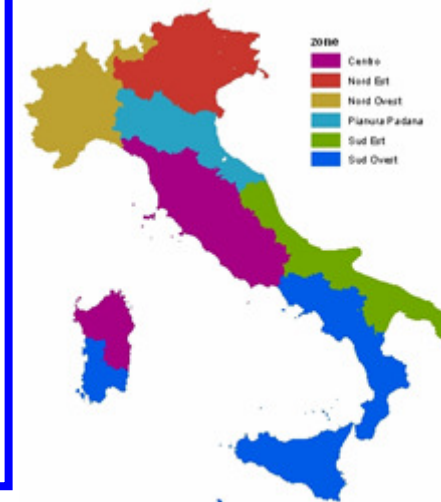 zone
Centro
Nord Est
Nord Ovest
Pianura Padana
Sud Est
Sud Ovest